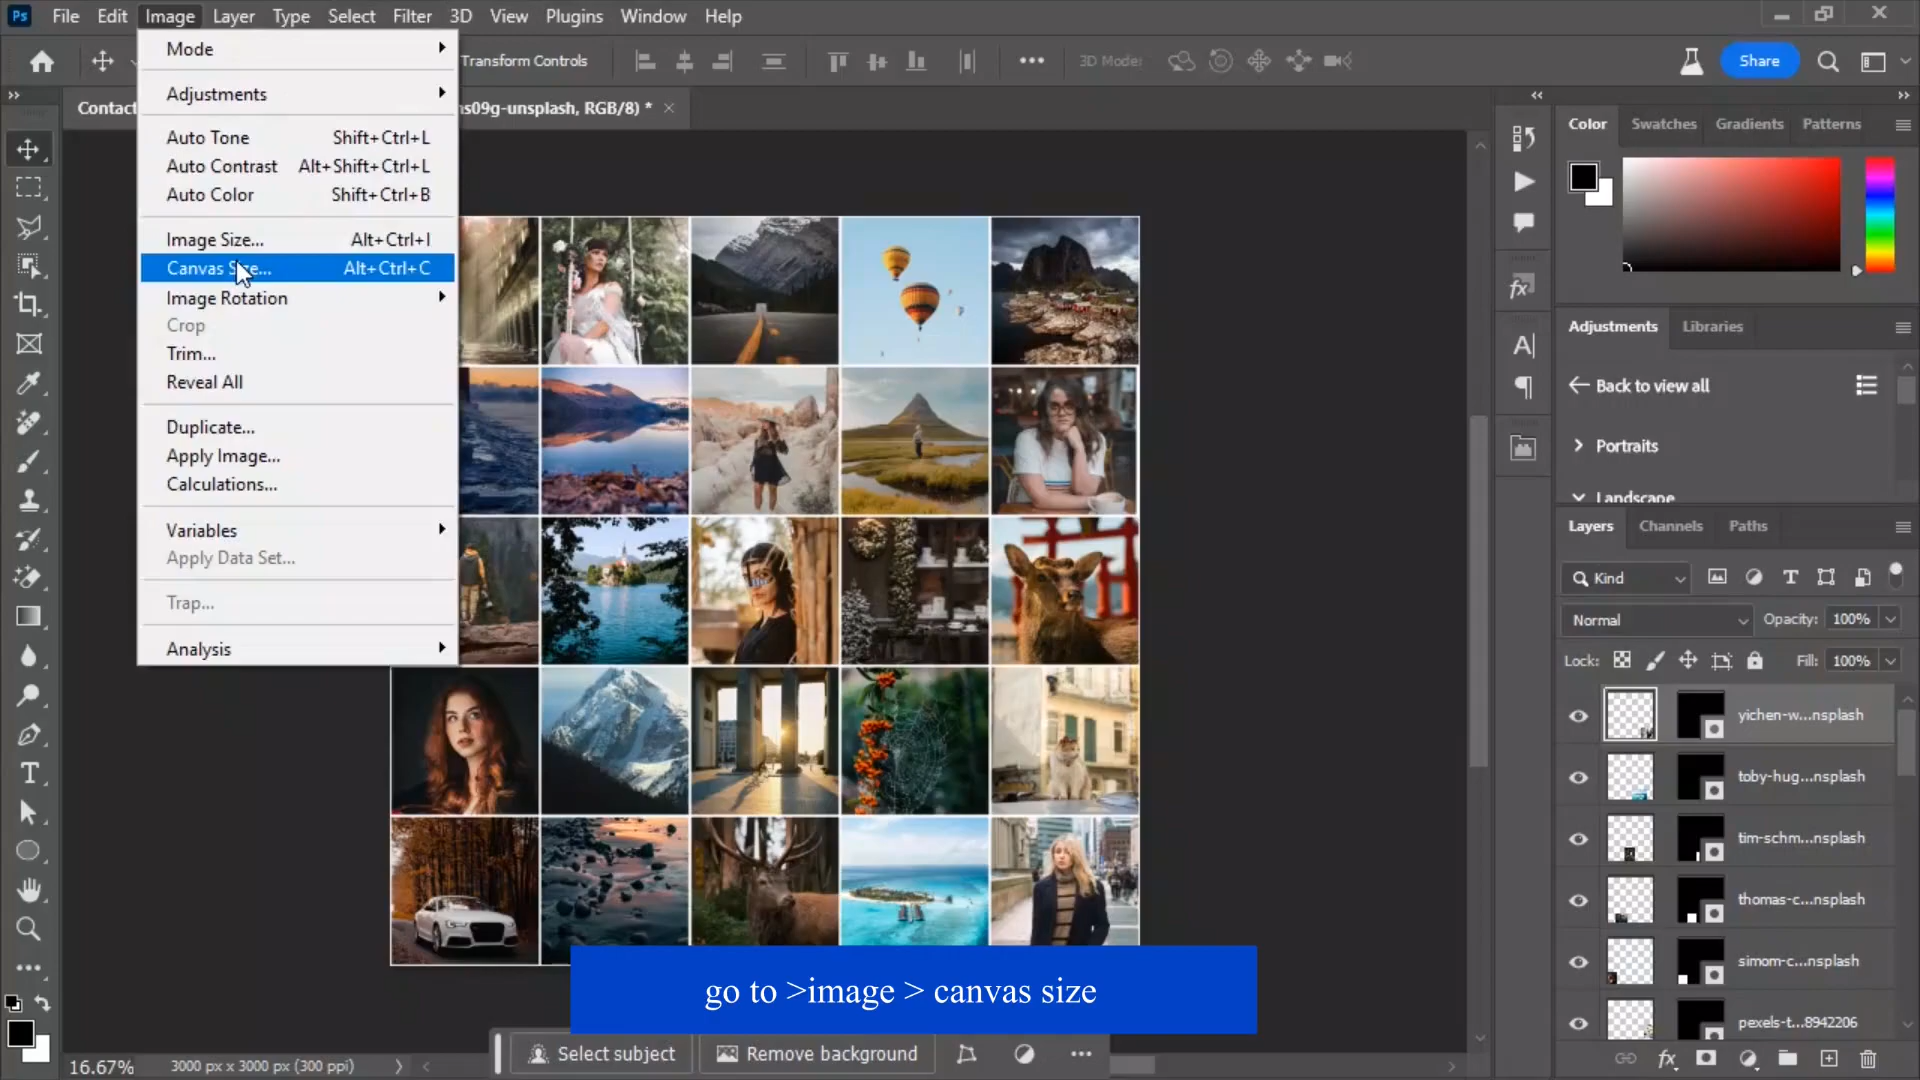 Ps File Edit Image Layer Type Select Filter 3D View Plugins Window Help
Transform Controls 3D Mode: Share
Contact ns09g-unsplash, RGB/8) *
Mode
Adjustments
Auto Tone Shift+Ctrl+L
Auto Contrast Alt+Shift+Ctrl+L
Auto Color Shift+Ctrl+B
Image Size... Alt+Ctrl+I
Canvas Size... Alt+Ctrl+C
Image Rotation
Crop
Trim...
Reveal All
Duplicate...
Apply Image...
Calculations...
Variables
Apply Data Set...
Trap...
Analysis
Color Swatches Gradients Patterns
Adjustments Libraries
Back to view all
Portraits
Landscape
Layers Channels Paths
Kind
Normal Opacity: 100%
Lock: Fill: 100%
yichen-w...nsplash
toby-hug...nsplash
tim-schm...nsplash
thomas-c...nsplash
simom-c...nsplash
pexels-t...8942206
go to >image > canvas size
Select subject Remove background
16.67% 3000 px x 3000 px (300 ppi)